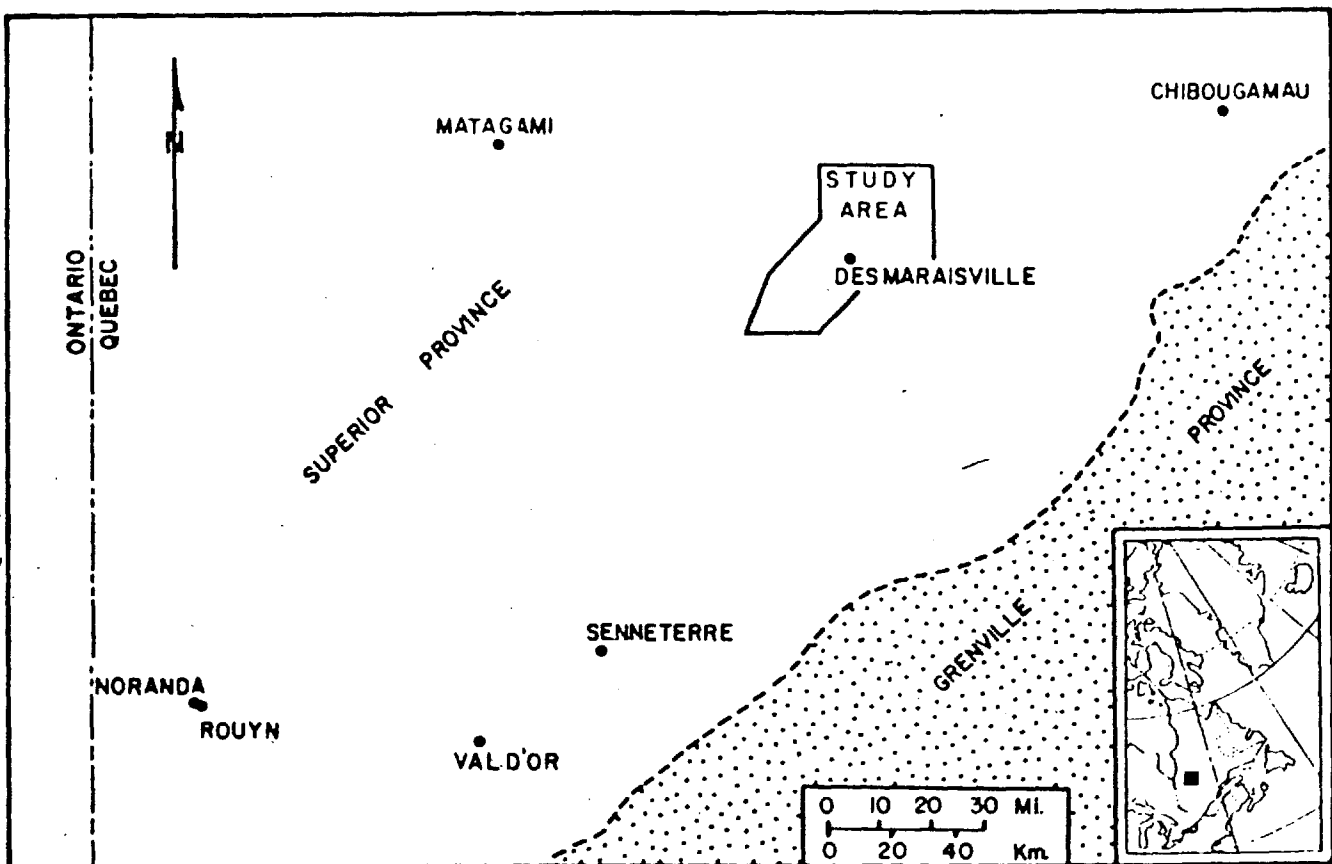 CHIBOUGAMAU
MATAGAMI
N
STUDY
AREA
DESMARAISVILLE
ONTARIO
QUEBEC
SUPERIOR PROVINCE
GRENVILLE PROVINCE
SENNETERRE
NORANDA
ROUYN
VAL D'OR
0 10 20 30 MI.
0 20 40 Km.